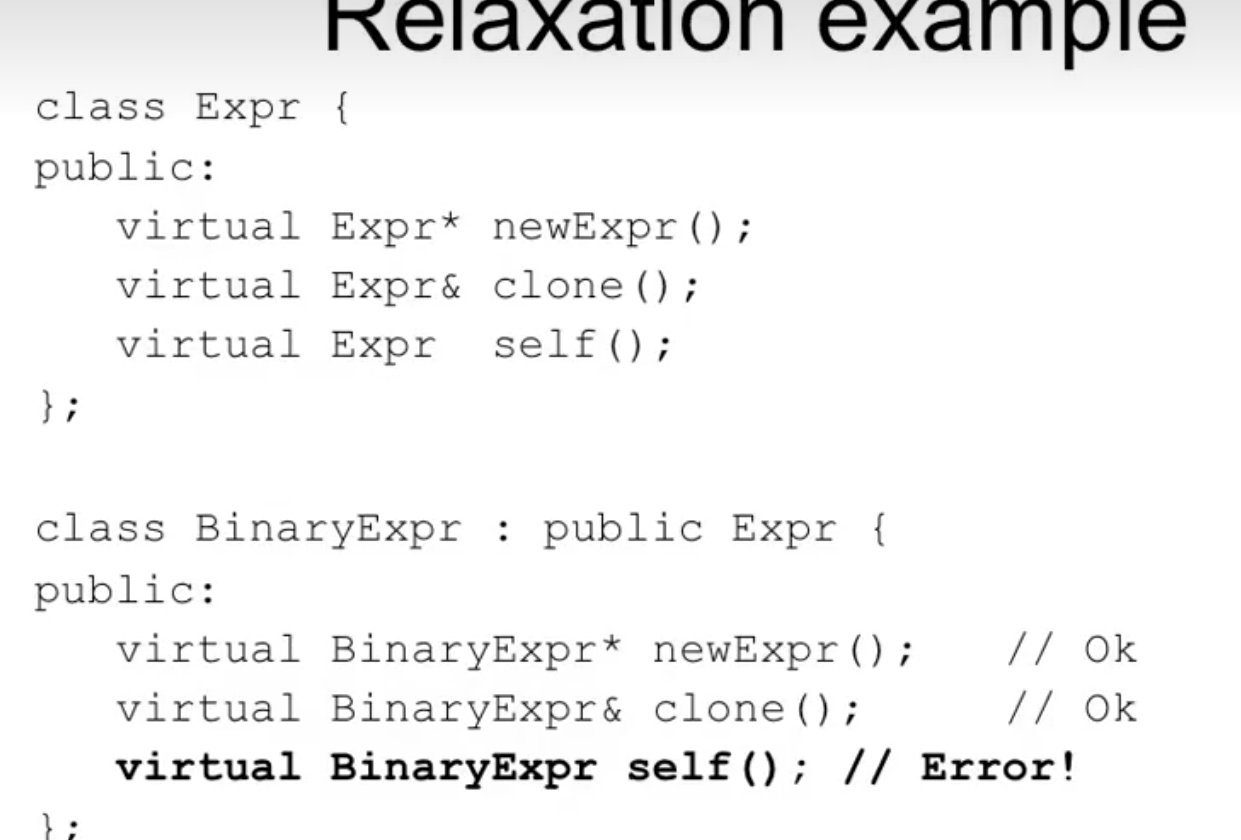 Relaxation example
class Expr {
public:
   virtual Expr* newExpr();
   virtual Expr& clone();
   virtual Expr  self();
};

class BinaryExpr : public Expr {
public:
   virtual BinaryExpr* newExpr();   // Ok
   virtual BinaryExpr& clone();     // Ok
   virtual BinaryExpr self(); // Error!
};